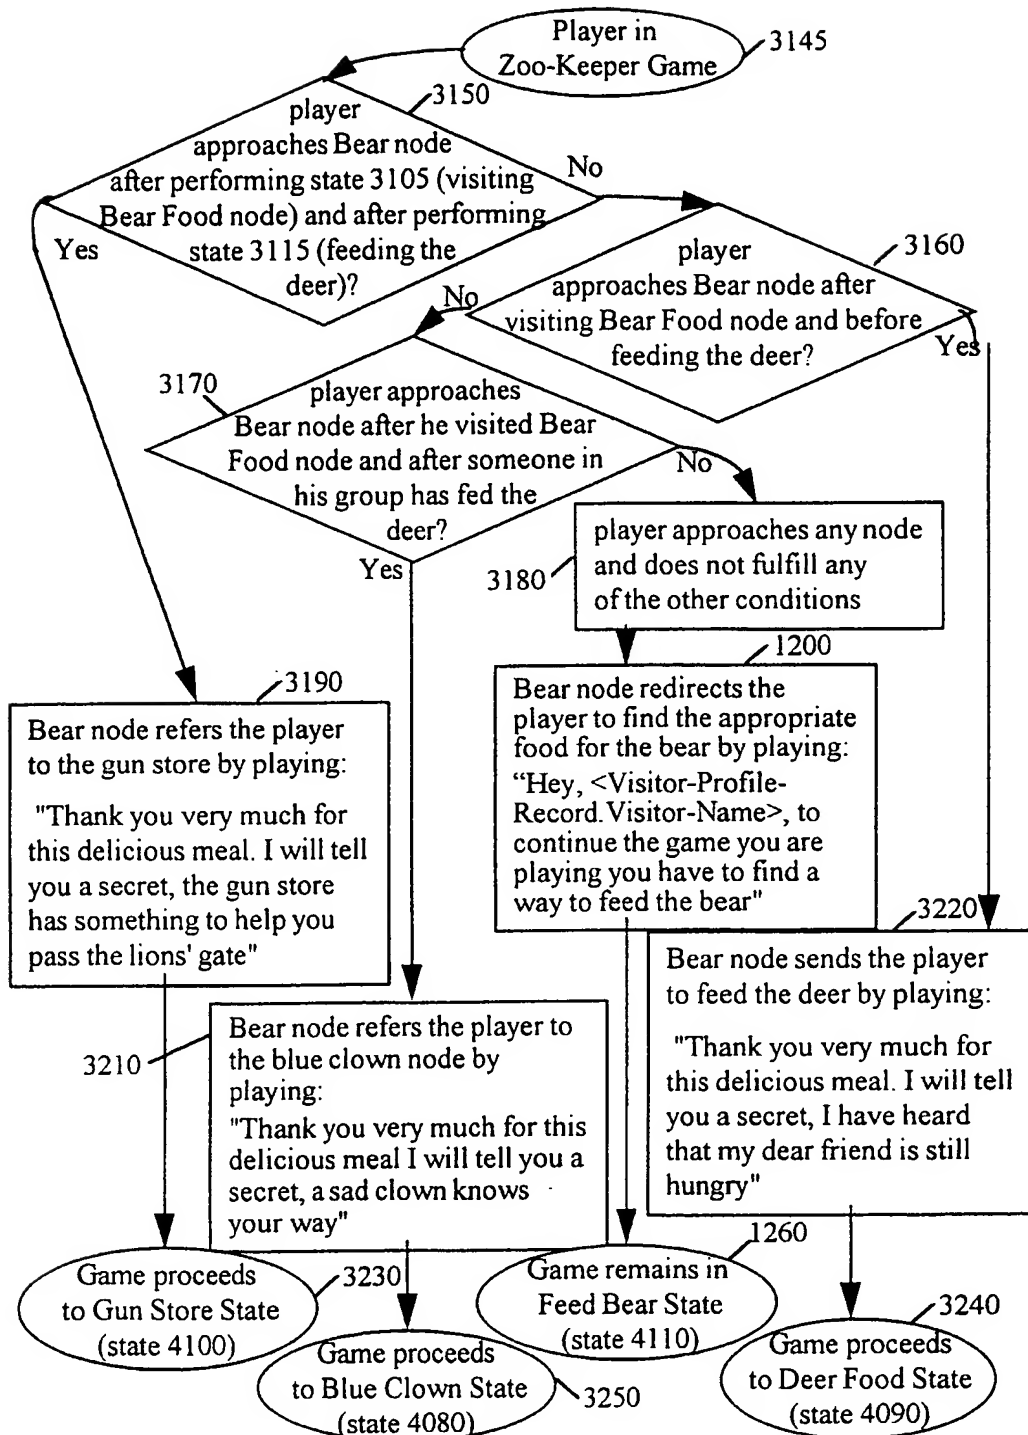 Player in
Zoo-Keeper Game
3145
3150
player
approaches Bear node
after performing state 3105 (visiting
Bear Food node) and after performing
state 3115 (feeding the
deer)?
No
Yes
3160
player
approaches Bear node after
visiting Bear Food node and before
feeding the deer?
No
Yes
3170
player approaches
Bear node after he visited Bear
Food node and after someone in
his group has fed the
deer?
No
Yes
3180
player approaches any node
and does not fulfill any
of the other conditions
3190
Bear node refers the player
to the gun store by playing:
"Thank you very much for
this delicious meal. I will tell
you a secret, the gun store
has something to help you
pass the lions' gate"
1200
Bear node redirects the
player to find the appropriate
food for the bear by playing:
“Hey, <Visitor-Profile-
Record.Visitor-Name>, to
continue the game you are
playing you have to find a
way to feed the bear"
3220
Bear node sends the player
to feed the deer by playing:
"Thank you very much for
this delicious meal. I will tell
you a secret, I have heard
that my dear friend is still
hungry"
3210
Bear node refers the player to
the blue clown node by
playing:
"Thank you very much for this
delicious meal I will tell you a
secret, a sad clown knows
your way"
Game proceeds
to Gun Store State
(state 4100)
3230
Game proceeds
to Blue Clown State
(state 4080)
3250
1260
Game remains in
Feed Bear State
(state 4110)
3240
Game proceeds
to Deer Food State
(state 4090)